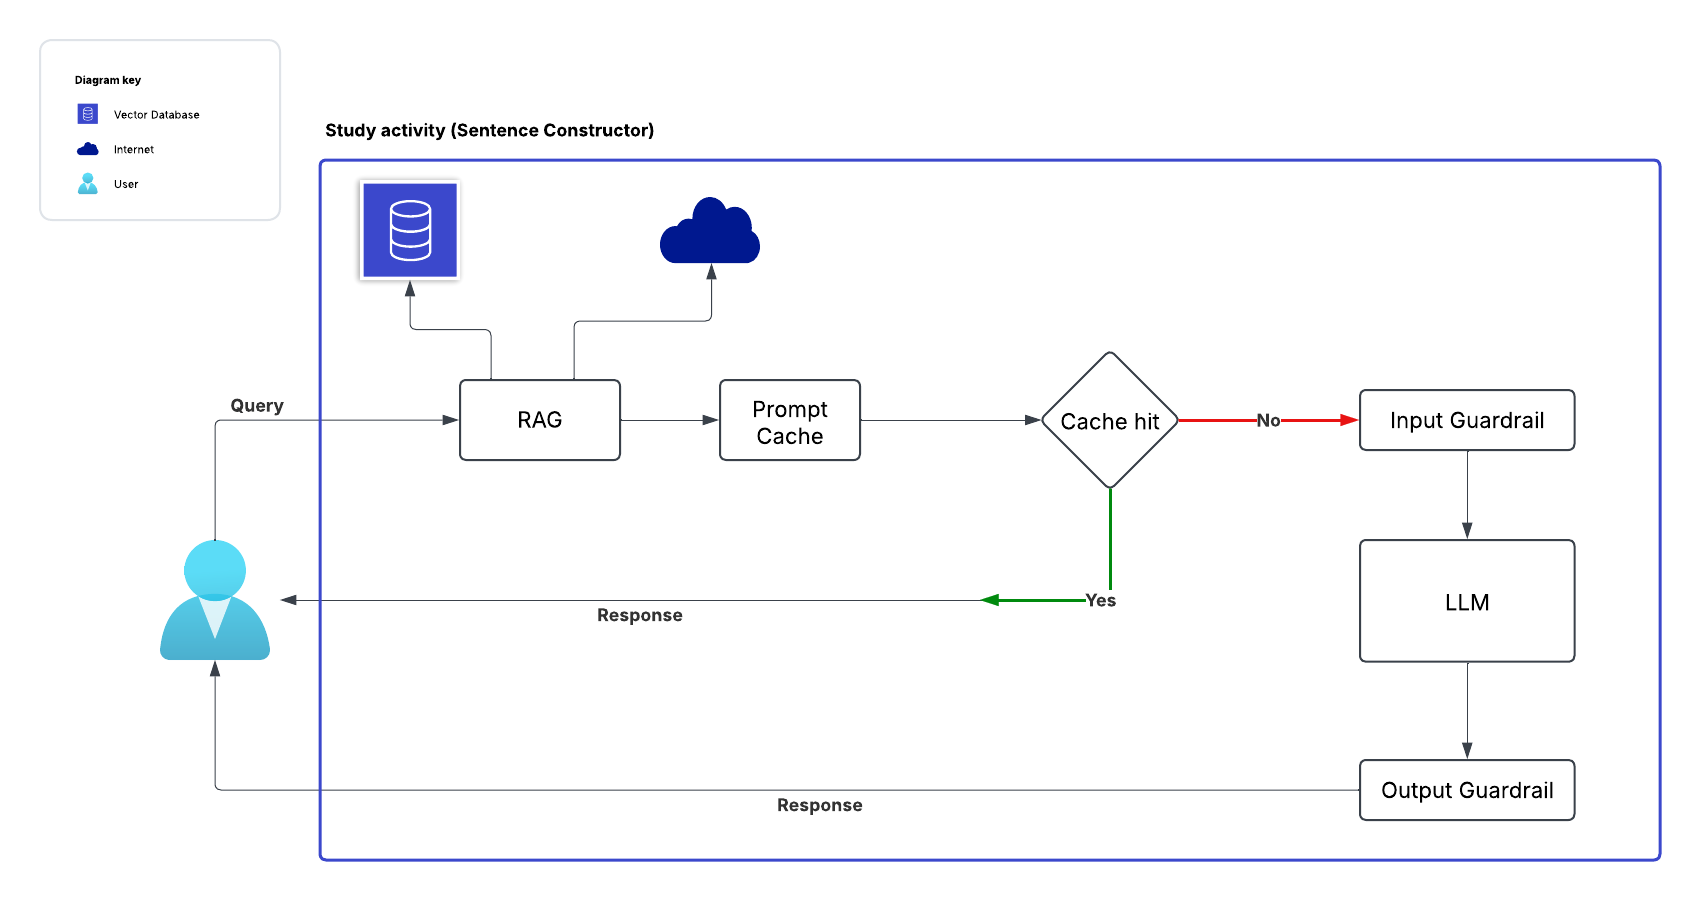 Diagram key
Vector Database
Internet
User
Study activity (Sentence Constructor)
Query
RAG
Prompt
Cache
Cache hit
No
Input Guardrail
Yes
Response
LLM
Response
Output Guardrail